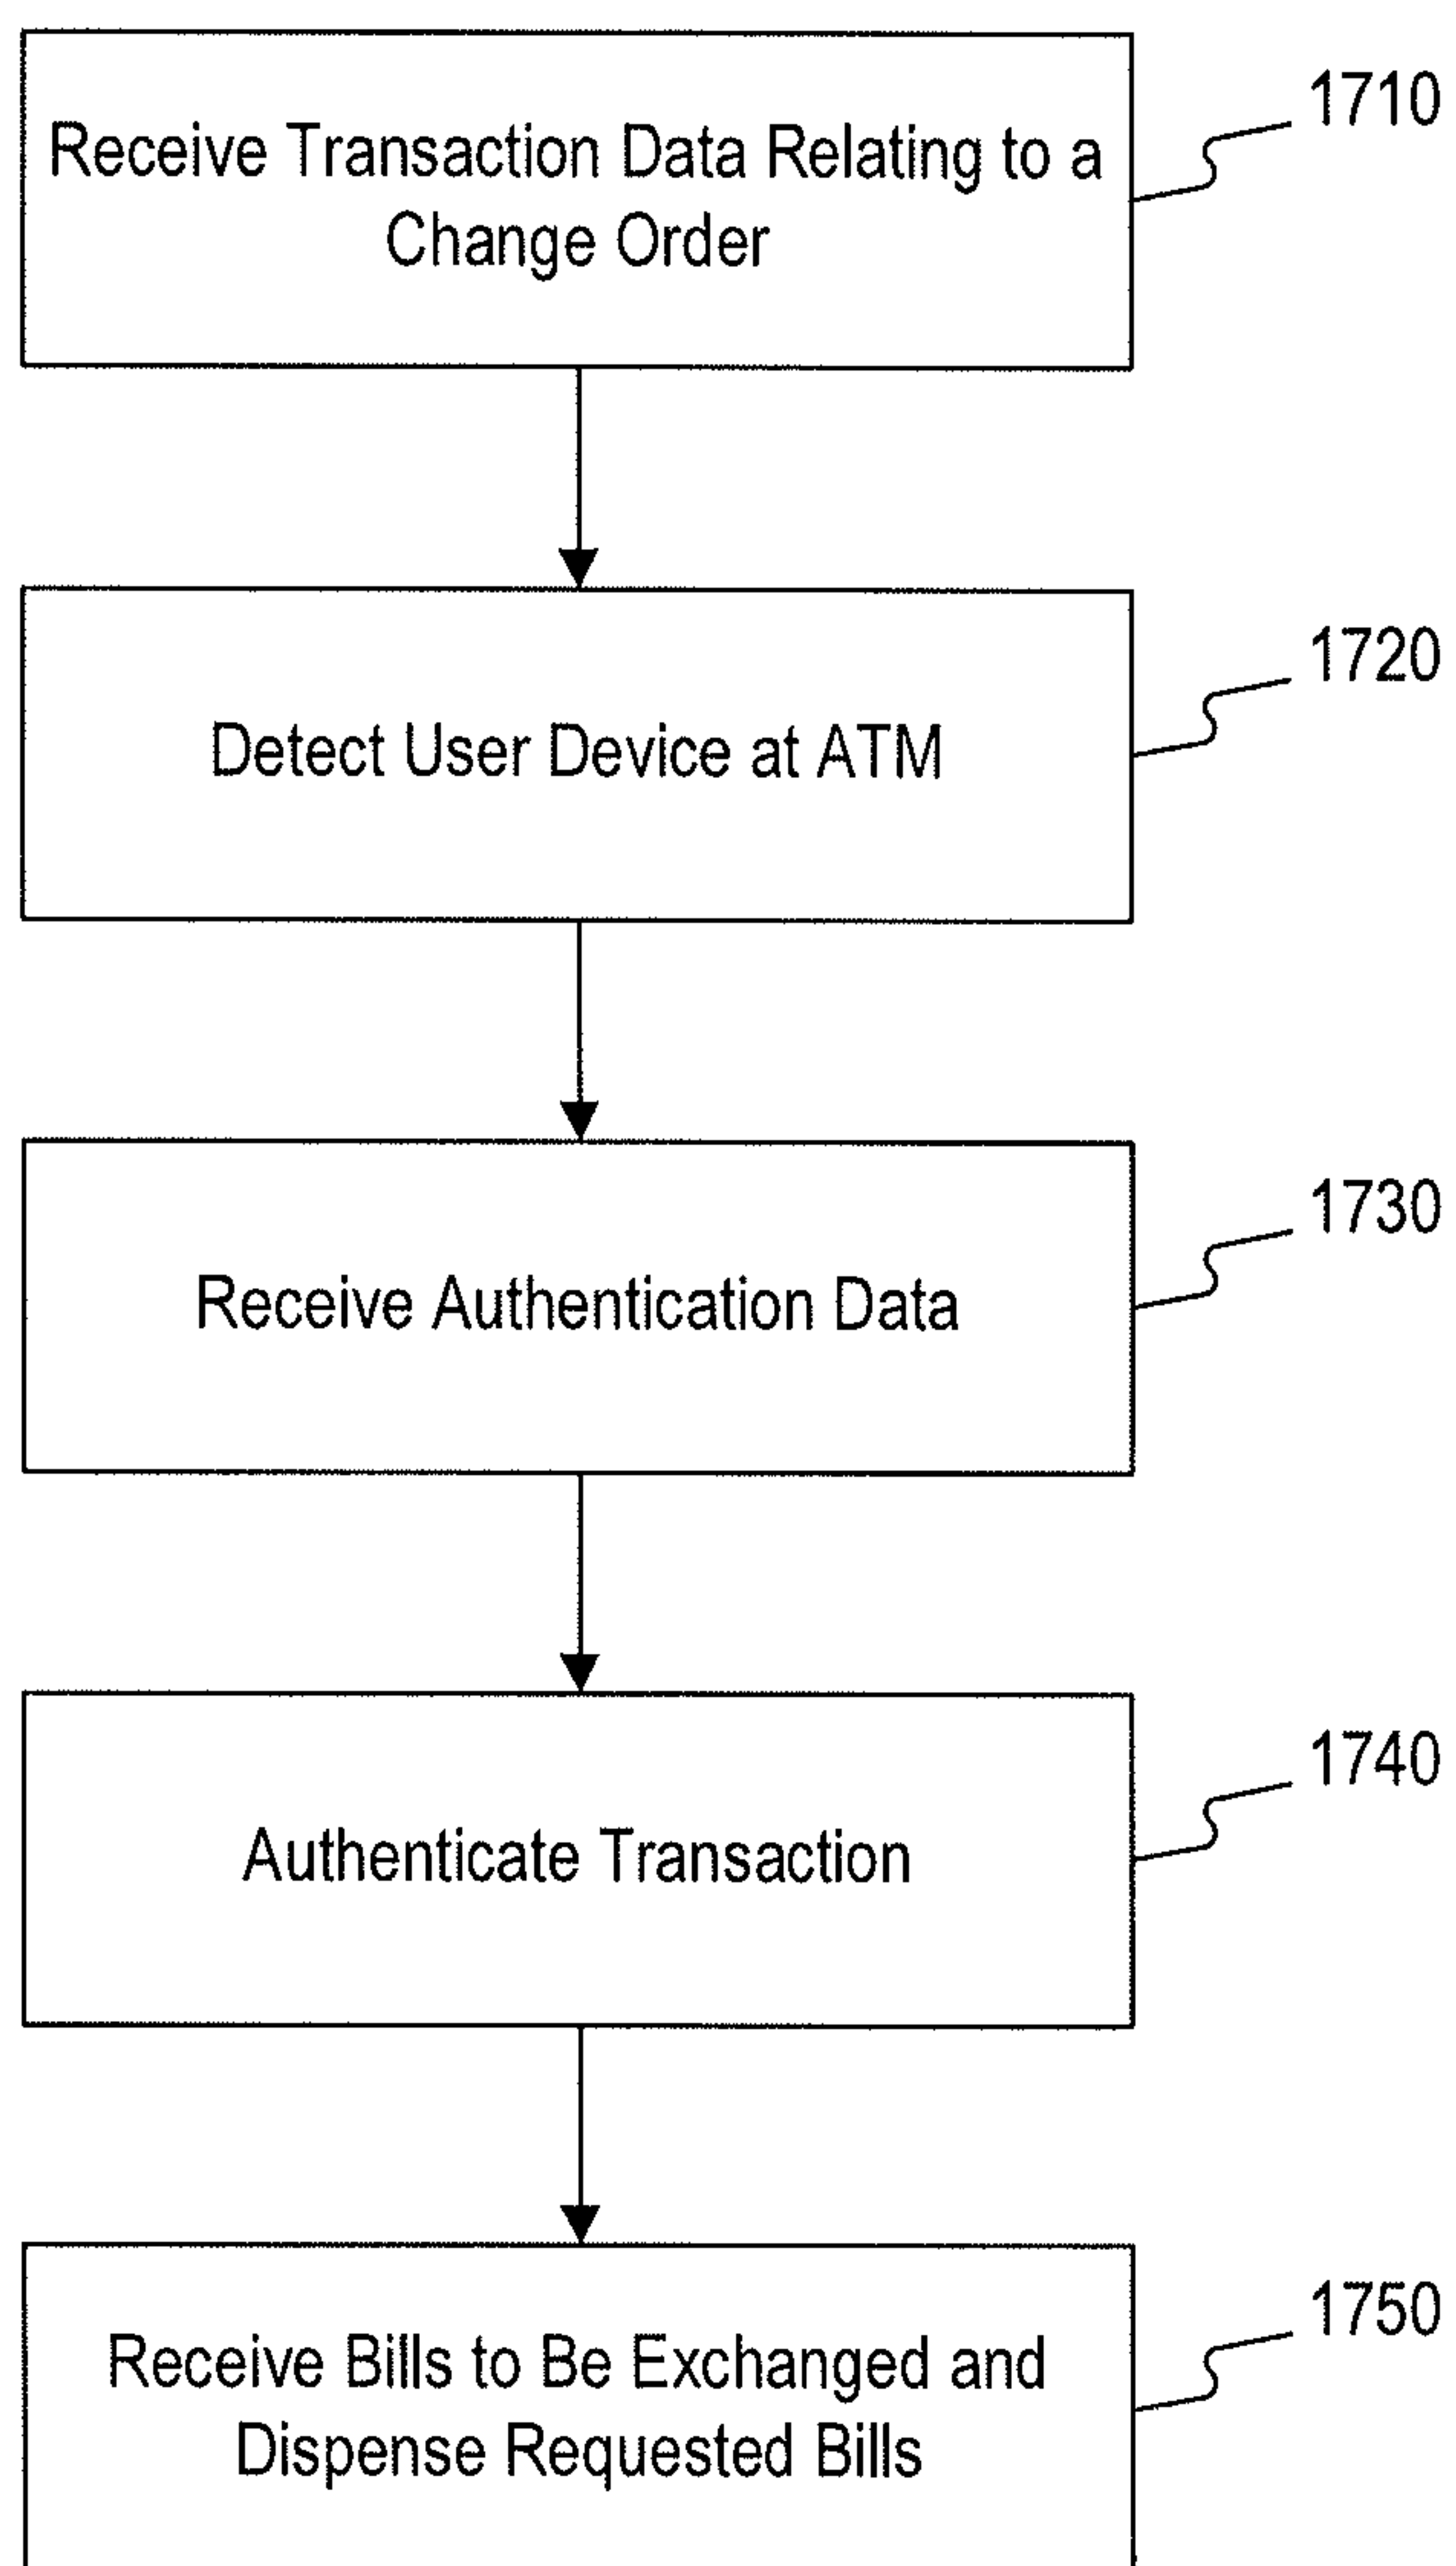 Receive Transaction Data Relating to a
Change Order
1710
Detect User Device at ATM
1720
Receive Authentication Data
1730
Authenticate Transaction
1740
Receive Bills to Be Exchanged and
Dispense Requested Bills
1750